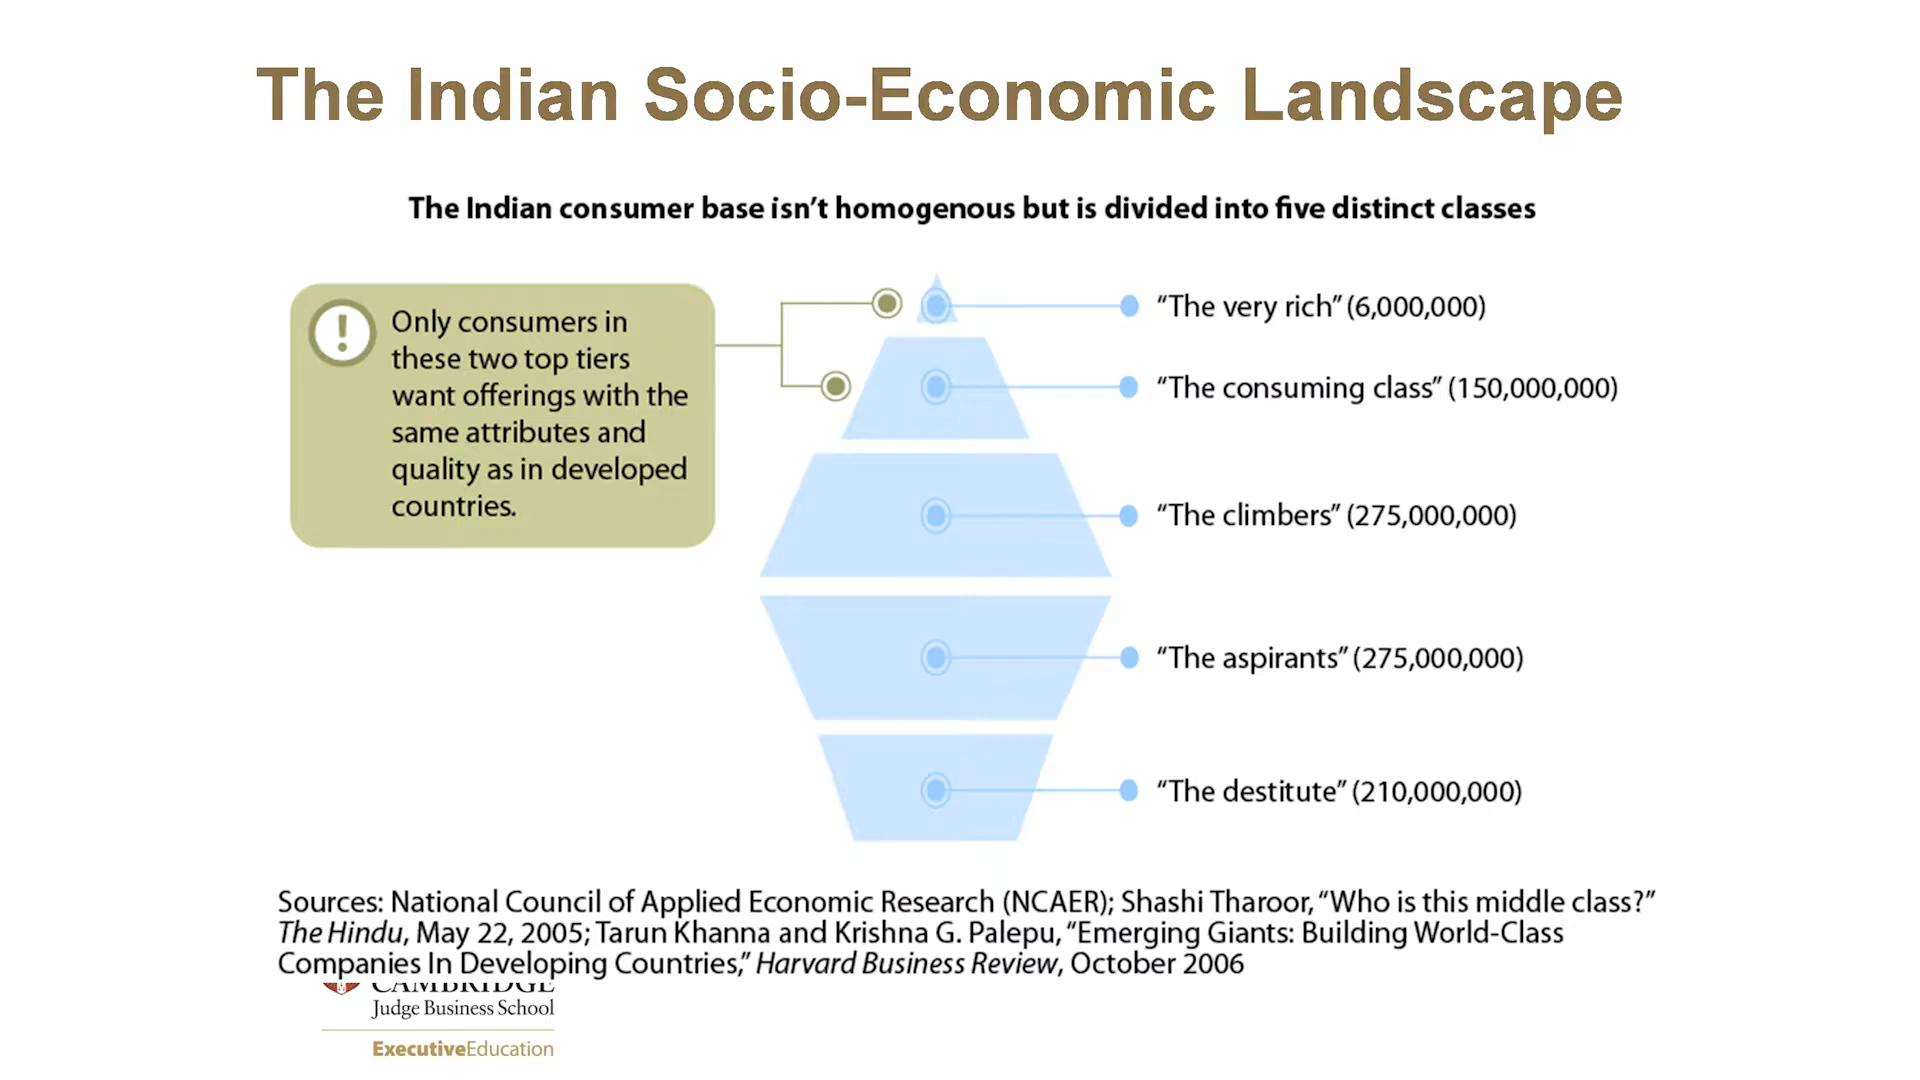 The Indian Socio-Economic Landscape
The Indian consumer base isn’t homogenous but is divided into five distinct classes
! Only consumers in
these two top tiers
want offerings with the
same attributes and
quality as in developed
countries.
“The very rich” (6,000,000)
“The consuming class” (150,000,000)
“The climbers” (275,000,000)
“The aspirants” (275,000,000)
“The destitute” (210,000,000)
Sources: National Council of Applied Economic Research (NCAER); Shashi Tharoor, “Who is this middle class?”
The Hindu, May 22, 2005; Tarun Khanna and Krishna G. Palepu, “Emerging Giants: Building World-Class
Companies In Developing Countries,” Harvard Business Review, October 2006
CAMBRIDGE
Judge Business School
ExecutiveEducation